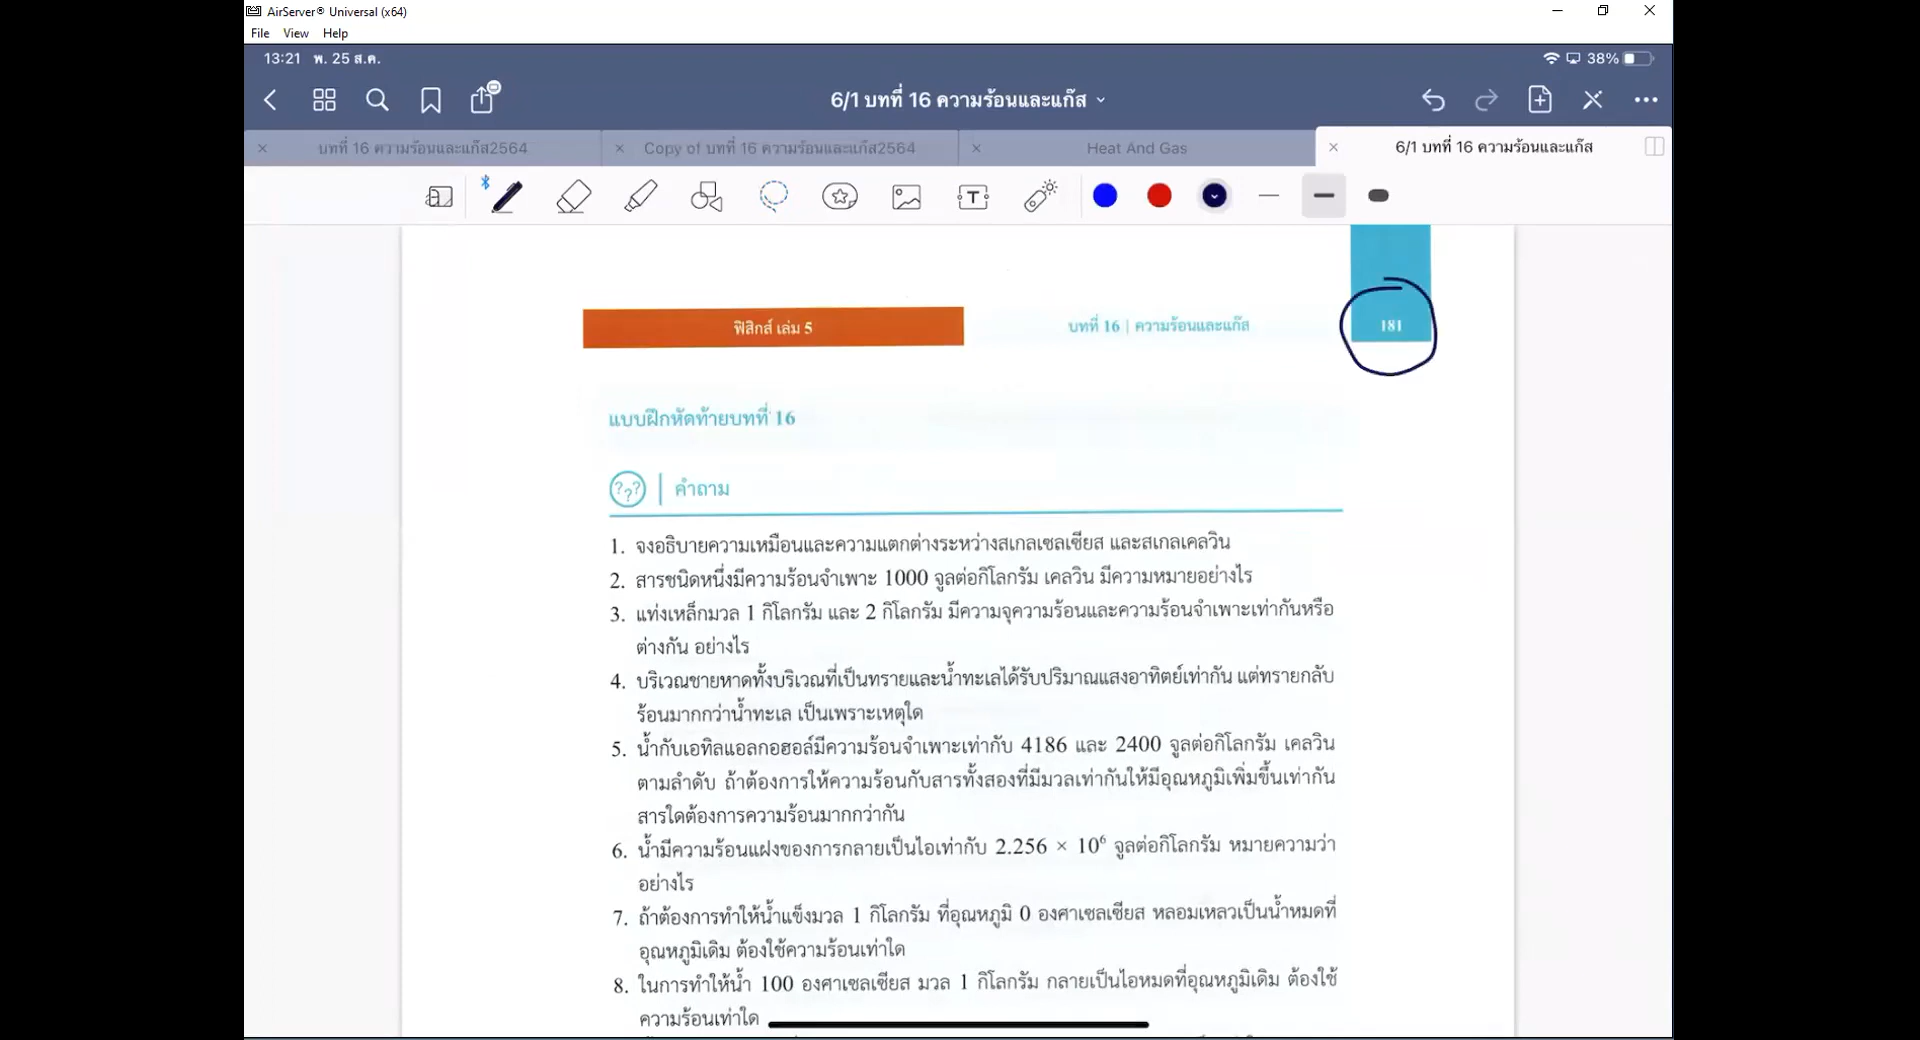 AirServer® Universal (x64)
File View Help
13:21 พ. 25 ส.ค.
38%
6/1 บทที่ 16 ความร้อนและแก๊ส
บทที่ 16 ความร้อนและแก๊ส2564
Copy of บทที่ 16 ความร้อนและแก๊ส2564
Heat And Gas
6/1 บทที่ 16 ความร้อนและแก๊ส
ฟิสิกส์ เล่ม 5
บทที่ 16 | ความร้อนและแก๊ส
181
แบบฝึกหัดท้ายบทที่ 16
??? | คำถาม
1. จงอธิบายความเหมือนและความแตกต่างระหว่างสเกลเซลเซียส และสเกลเคลวิน
2. สารชนิดหนึ่งมีความร้อนจำเพาะ 1000 จูลต่อกิโลกรัม เคลวิน มีความหมายอย่างไร
3. แท่งเหล็กมวล 1 กิโลกรัม และ 2 กิโลกรัม มีความจุความร้อนและความร้อนจำเพาะเท่ากันหรือ
ต่างกัน อย่างไร
4. บริเวณชายหาดทั้งบริเวณที่เป็นทรายและน้ำทะเลได้รับปริมาณแสงอาทิตย์เท่ากัน แต่ทรายกลับ
ร้อนมากกว่าน้ำทะเล เป็นเพราะเหตุใด
5. น้ำกับเอทิลแอลกอฮอล์มีความร้อนจำเพาะเท่ากับ 4186 และ 2400 จูลต่อกิโลกรัม เคลวิน
ตามลำดับ ถ้าต้องการให้ความร้อนกับสารทั้งสองที่มีมวลเท่ากันให้มีอุณหภูมิเพิ่มขึ้นเท่ากัน
สารใดต้องการความร้อนมากกว่ากัน
6. น้ำมีความร้อนแฝงของการกลายเป็นไอเท่ากับ 2.256 × 10⁶ จูลต่อกิโลกรัม หมายความว่า
อย่างไร
7. ถ้าต้องการทำให้น้ำแข็งมวล 1 กิโลกรัม ที่อุณหภูมิ 0 องศาเซลเซียส หลอมเหลวเป็นน้ำหมดที่
อุณหภูมิเดิม ต้องใช้ความร้อนเท่าใด
8. ในการทำให้น้ำ 100 องศาเซลเซียส มวล 1 กิโลกรัม กลายเป็นไอหมดที่อุณหภูมิเดิม ต้องใช้
ความร้อนเท่าใด